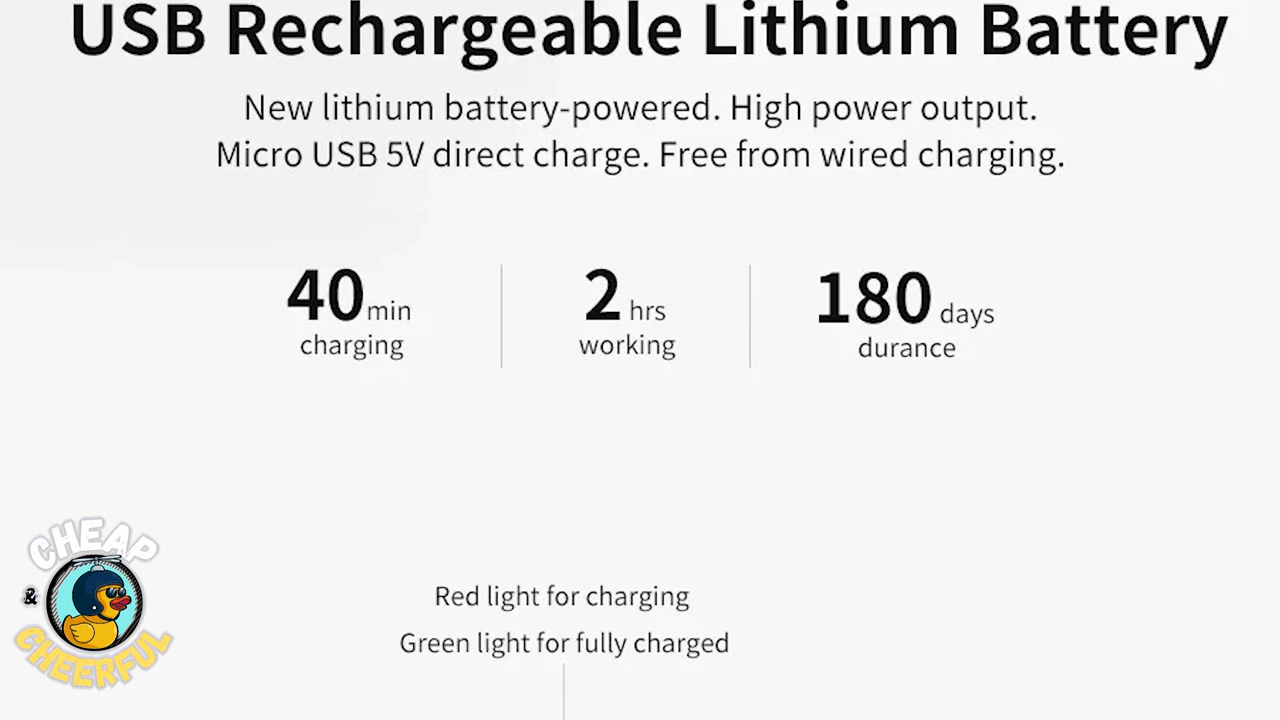 USB Rechargeable Lithium Battery
New lithium battery-powered. High power output.
Micro USB 5V direct charge. Free from wired charging.
40 min
charging
2 hrs
working
180 days
durance
Red light for charging
Green light for fully charged
CHEAP
&
CHEERFUL